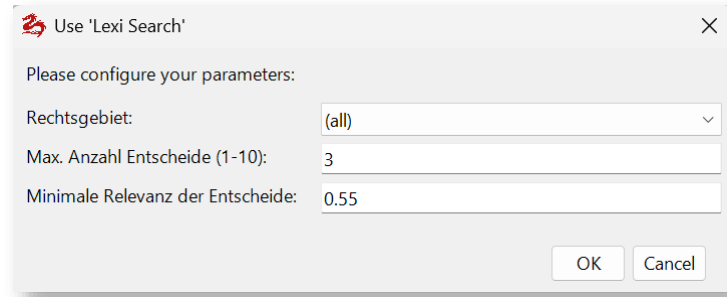 Use 'Lexi Search'
Please configure your parameters:
Rechtsgebiet: (all)
Max. Anzahl Entscheide (1-10): 3
Minimale Relevanz der Entscheide: 0.55
OK Cancel